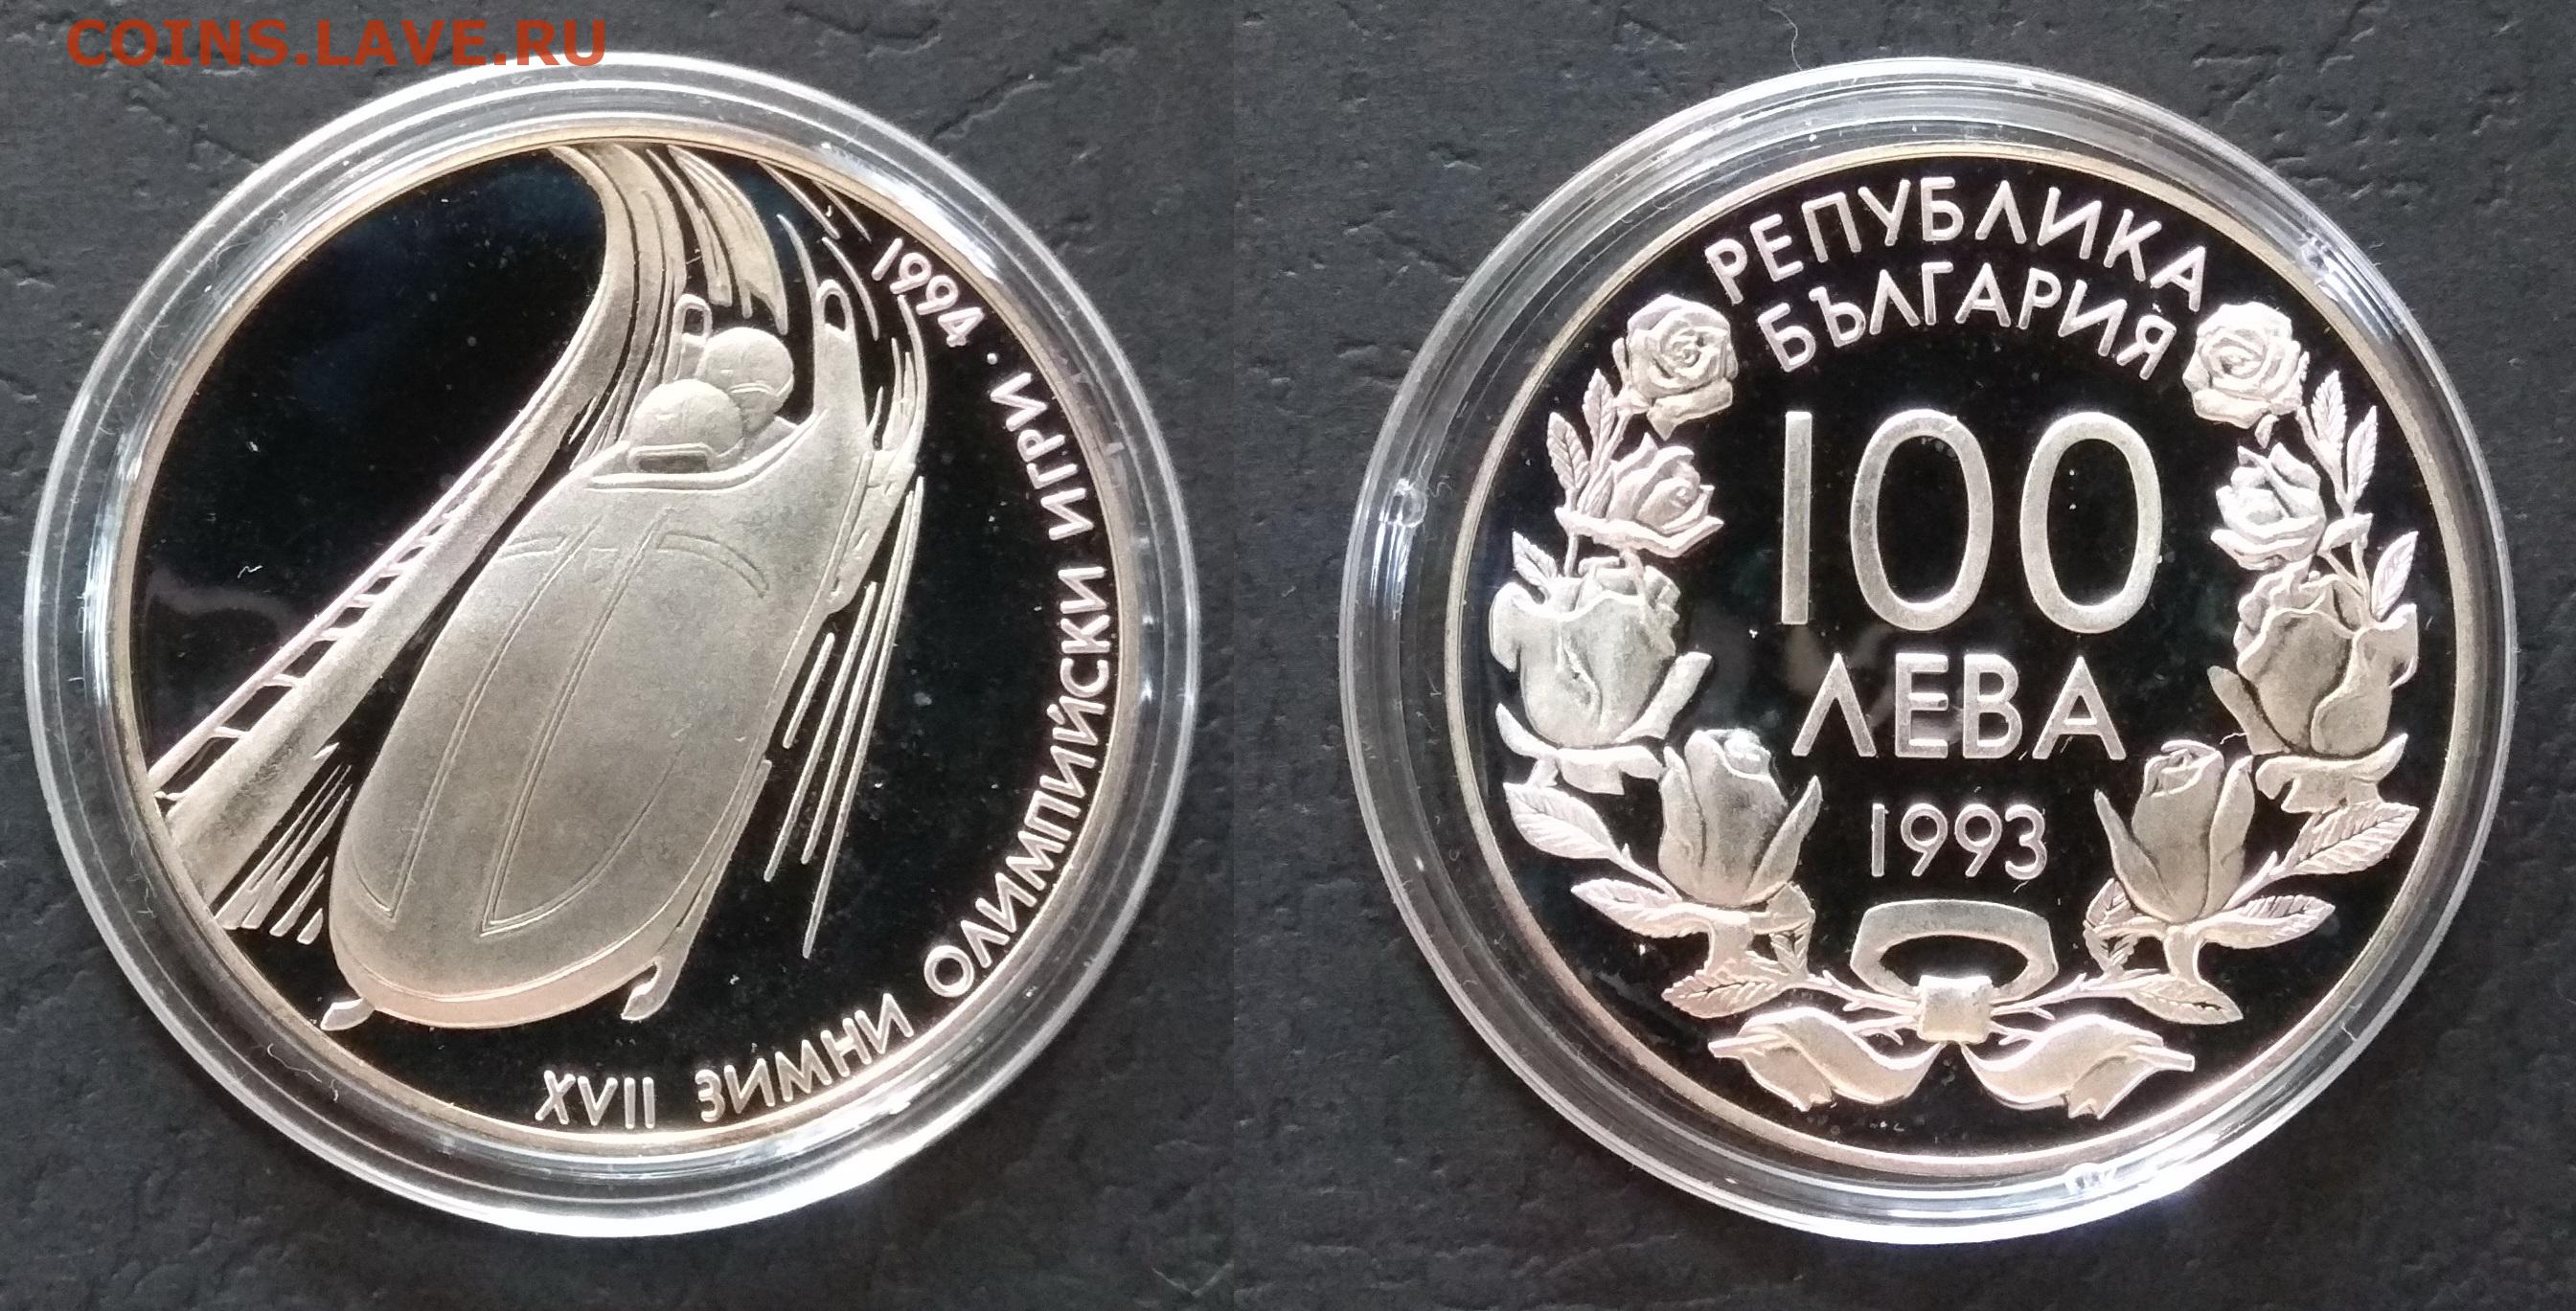 COINS.LAVE.RU
XVII ЗИМНИ ОЛИМПИЙСКИ ИГРИ · 1994
РЕПУБЛИКА
БЪЛГАРИЯ
100
ЛЕВА
1993